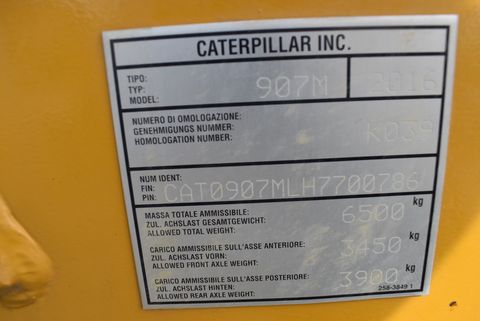 CATERPILLAR INC.
TIPO:
TYP: 907M 2016
MODEL:
NUMERO DI OMOLOGAZIONE:
GENEHMIGUNGS NUMMER: K039
HOMOLOGATION NUMBER:
NUM IDENT:
FIN: CAT0907MLH7700786
PIN:
MASSA TOTALE AMMISSIBILE:
ZUL. ACHSLAST GESAMTGEWICHT: 6500 kg
ALLOWED TOTAL WEIGHT:
CARICO AMMISSIBILE SULL'ASSE ANTERIORE:
ZUL. ACHSLAST VORN: 3450 kg
ALLOWED FRONT AXLE WEIGHT:
CARICO AMMISSIBILE SULL'ASSE POSTERIORE:
ZUL. ACHSLAST HINTEN: 3900 kg
ALLOWED REAR AXLE WEIGHT: 258-3849 1